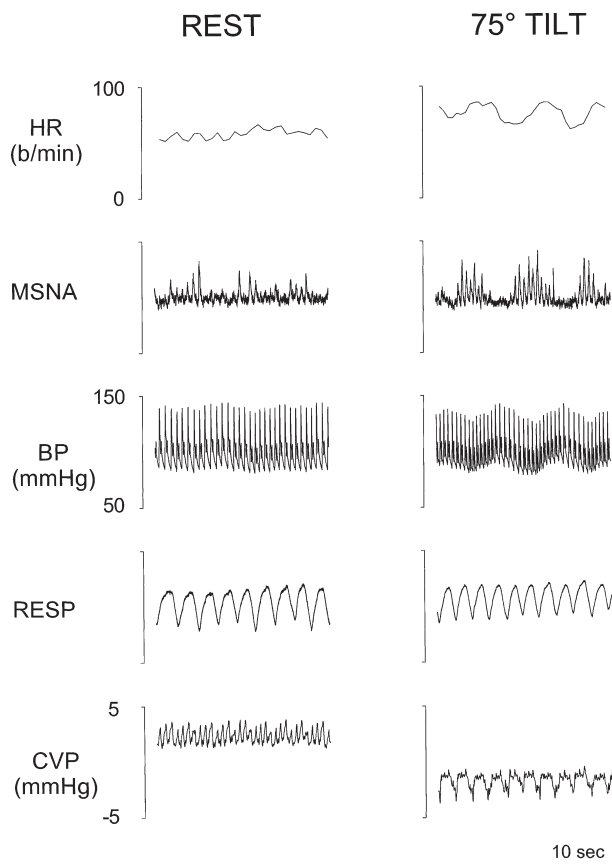 REST
75° TILT
100
HR
(b/min)
0
MSNA
150
BP
(mmHg)
50
RESP
5
CVP
(mmHg)
-5
10 sec